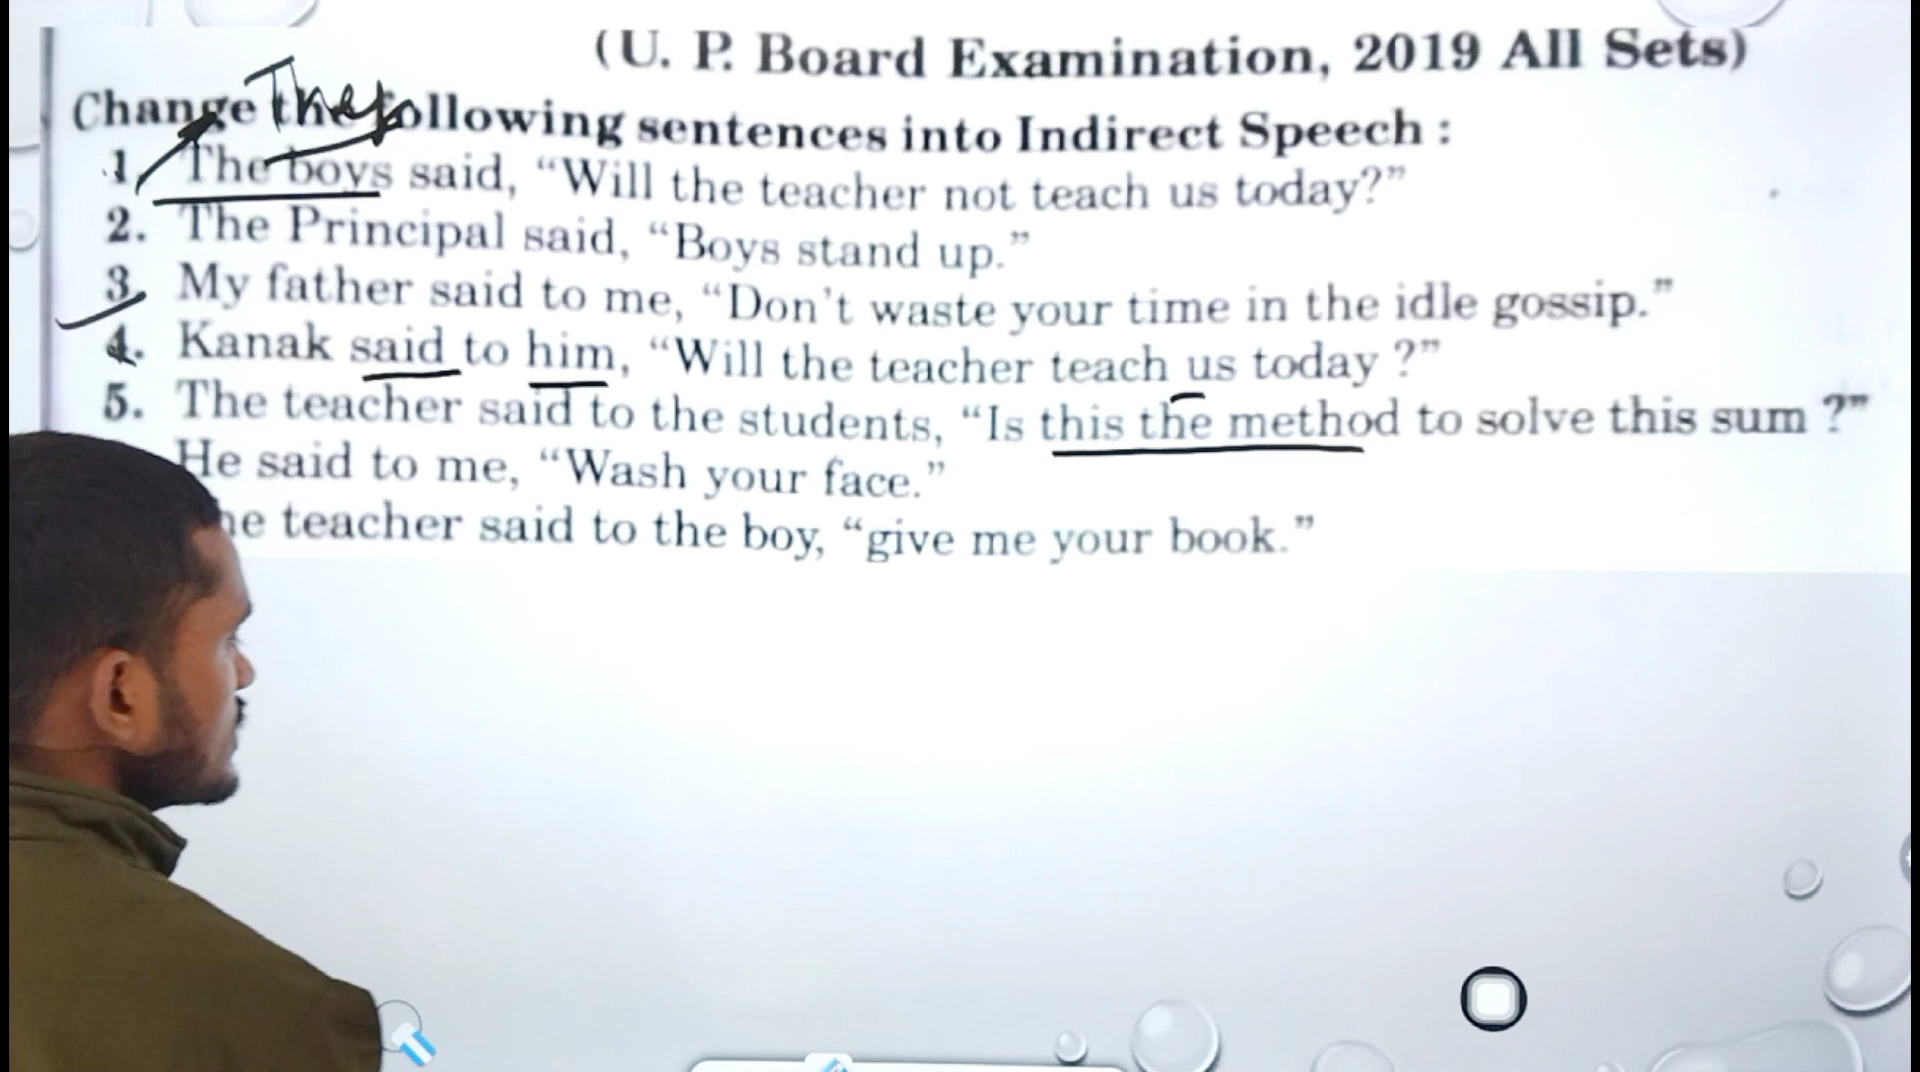 (U. P. Board Examination, 2019 All Sets)
They
Change the following sentences into Indirect Speech :
1. The boys said, “Will the teacher not teach us today?”
2. The Principal said, “Boys stand up.”
3. My father said to me, “Don’t waste your time in the idle gossip.”
4. Kanak said to him, “Will the teacher teach us today ?”
5. The teacher said to the students, “Is this the method to solve this sum ?”
He said to me, “Wash your face.”
he teacher said to the boy, “give me your book.”